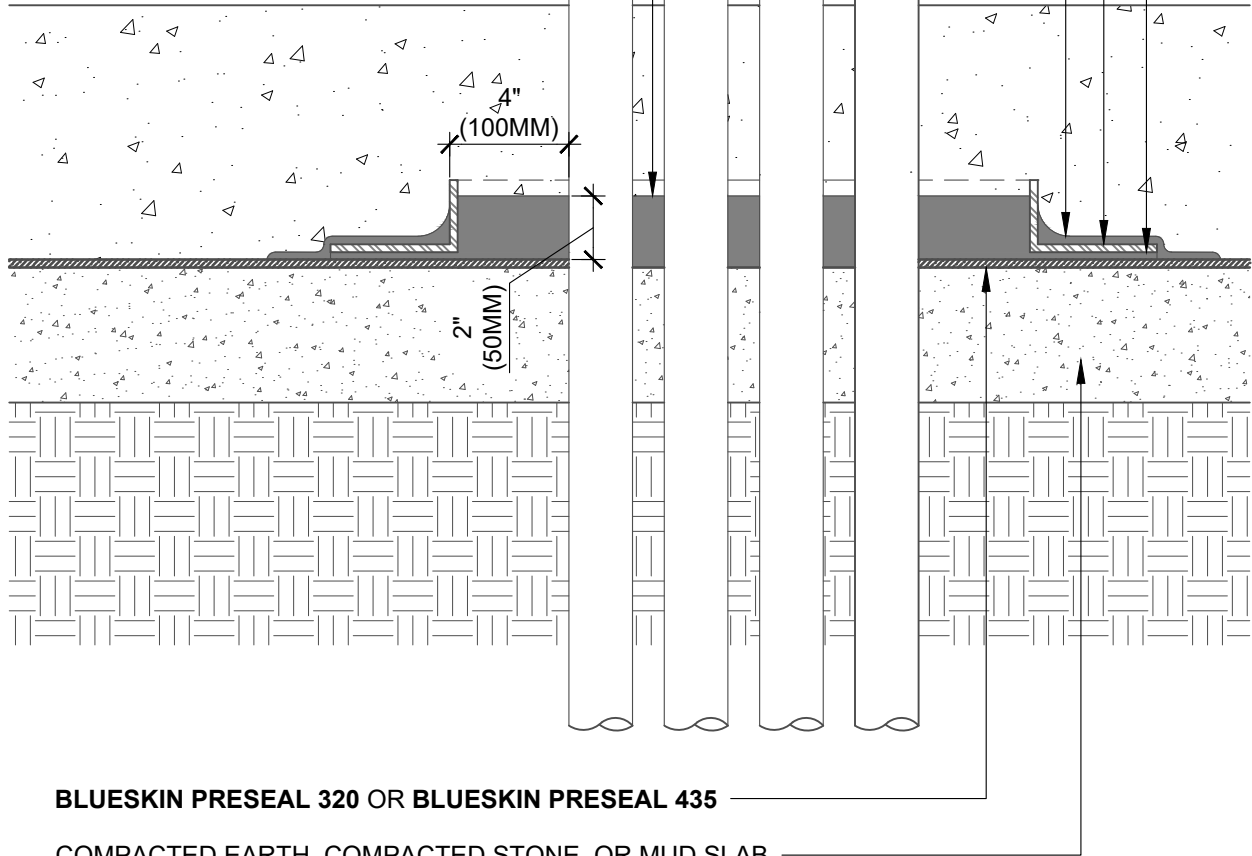 4"
(100MM)
2"
(50MM)
BLUESKIN PRESEAL 320 OR BLUESKIN PRESEAL 435
COMPACTED EARTH, COMPACTED STONE, OR MUD SLAB